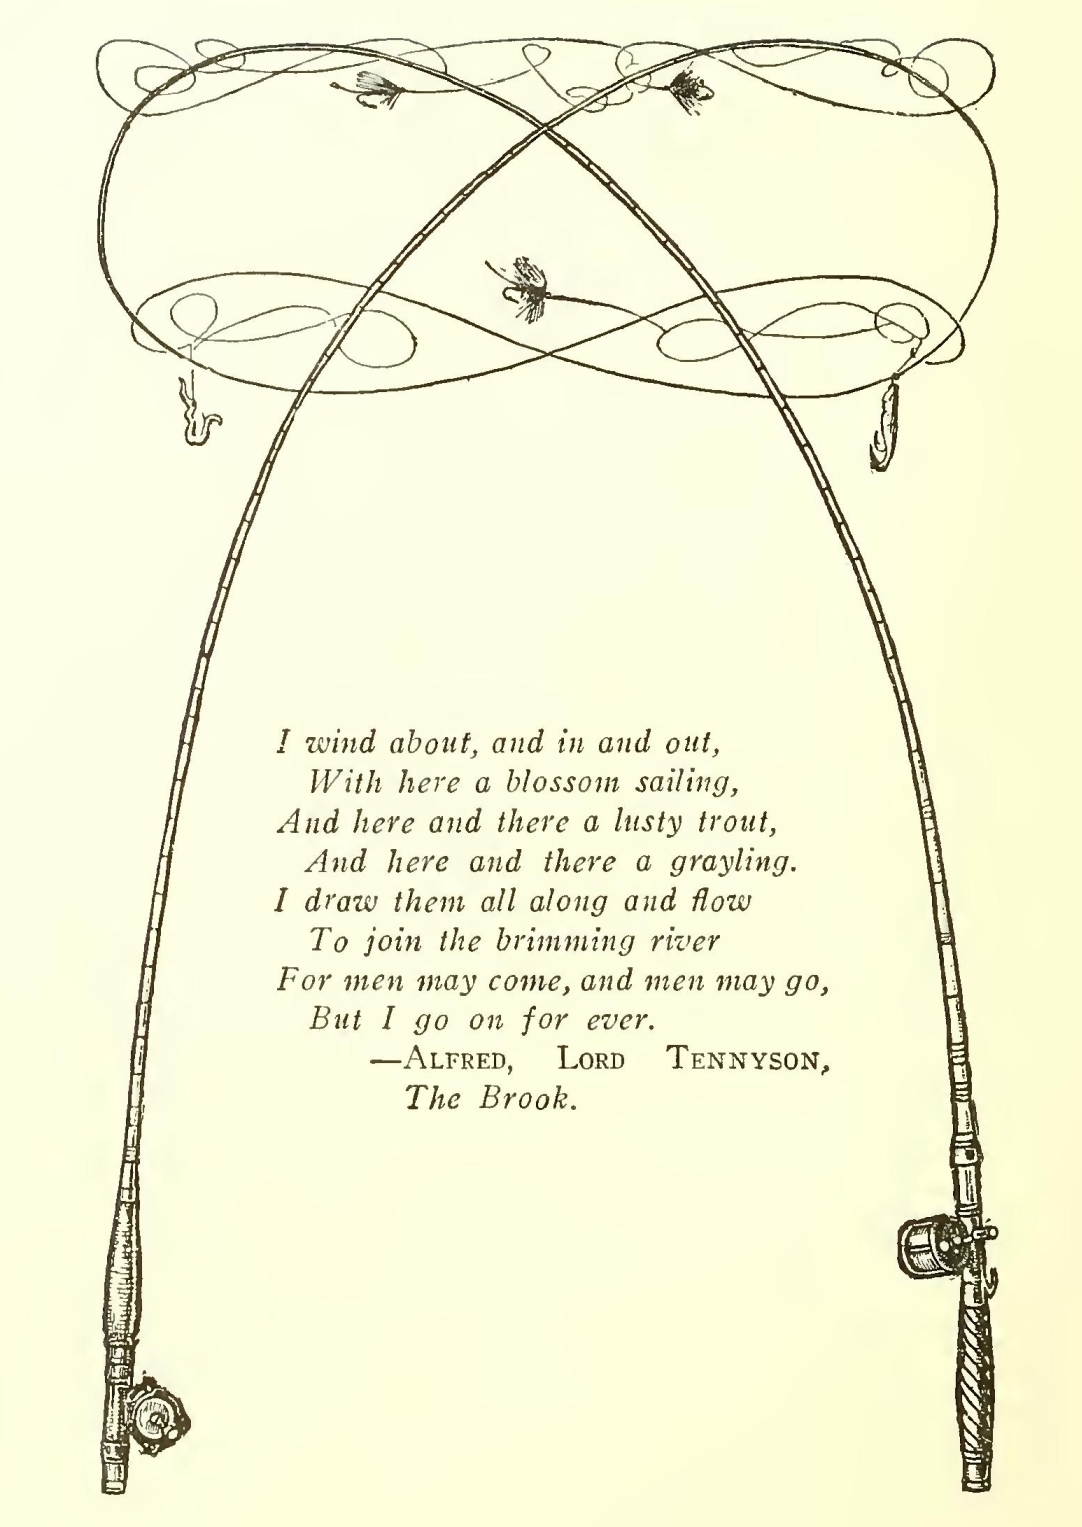 I wind about, and in and out,
With here a blossom sailing,
And here and there a lusty trout,
And here and there a grayling.
I draw them all along and flow
To join the brimming river
For men may come, and men may go,
But I go on for ever.
—ALFRED, LORD TENNYSON,
The Brook.